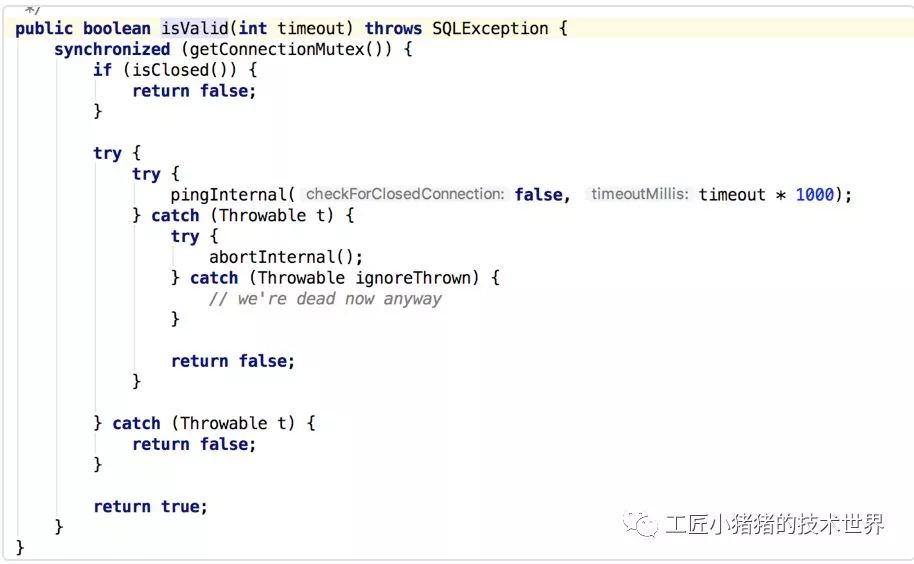 */
public boolean isValid(int timeout) throws SQLException {
    synchronized (getConnectionMutex()) {
        if (isClosed()) {
            return false;
        }

        try {
            try {
                pingInternal( checkForClosedConnection: false, timeoutMillis: timeout * 1000);
            } catch (Throwable t) {
                try {
                    abortInternal();
                } catch (Throwable ignoreThrown) {
                    // we're dead now anyway
                }

                return false;
            }

        } catch (Throwable t) {
            return false;
        }

        return true;
    }
}
工匠小猪猪的技术世界